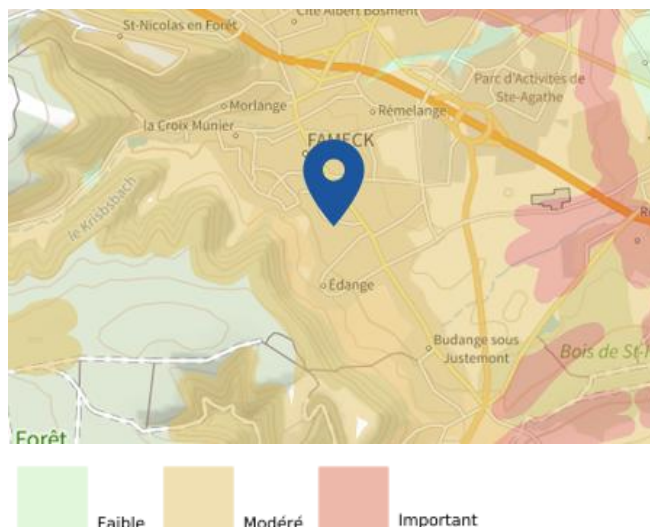 Cité Albert Bosment
St-Nicolas en Forêt
Parc d'Activités de
Ste-Agathe
Morlange
Rémelange
la Croix Munier
FAMECK
le Krisbsbach
Édange
Budange sous
Justemont
Bois de St-
Forêt
Faible
Modéré
Important